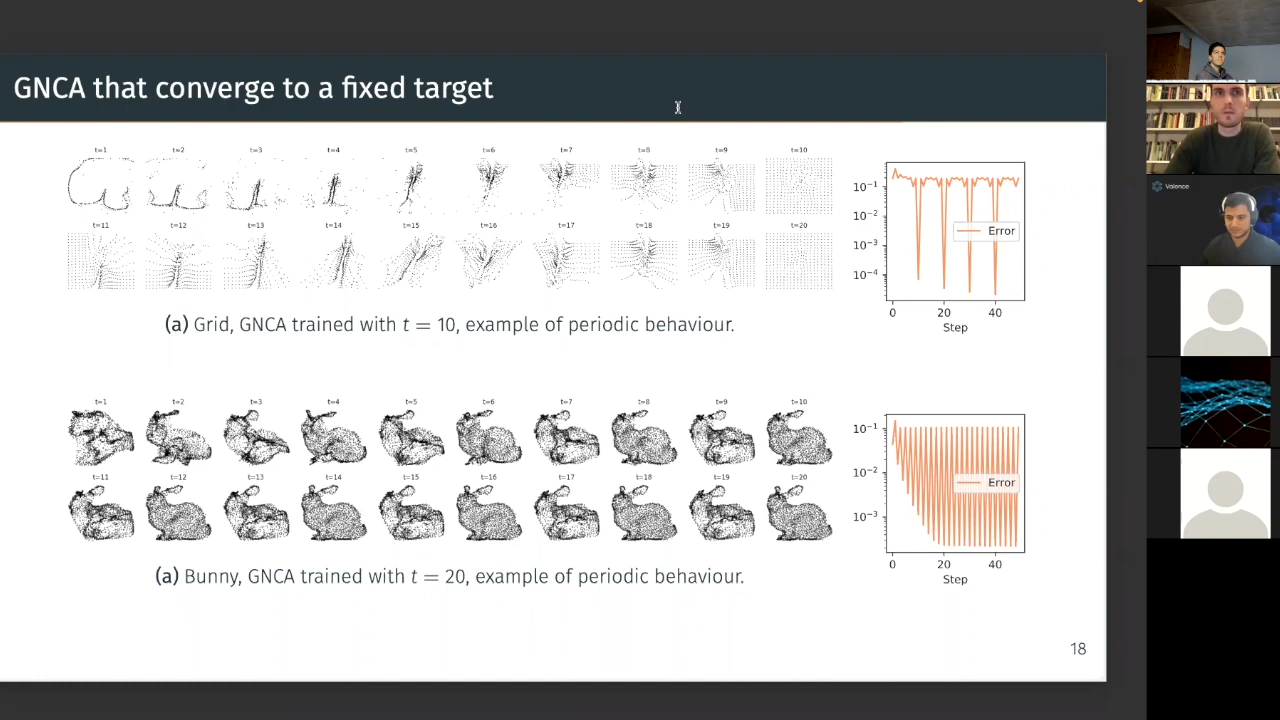 GNCA that converge to a fixed target
t=1 t=2 t=3 t=4 t=5 t=6 t=7 t=8 t=9 t=10
t=11 t=12 t=13 t=14 t=15 t=16 t=17 t=18 t=19 t=20
10⁻¹
10⁻²
10⁻³
10⁻⁴
Error
0 20 40
Step
(a) Grid, GNCA trained with t = 10, example of periodic behaviour.
t=1 t=2 t=3 t=4 t=5 t=6 t=7 t=8 t=9 t=10
t=11 t=12 t=13 t=14 t=15 t=16 t=17 t=18 t=19 t=20
10⁻¹
10⁻²
10⁻³
Error
0 20 40
Step
(a) Bunny, GNCA trained with t = 20, example of periodic behaviour.
18
Valence